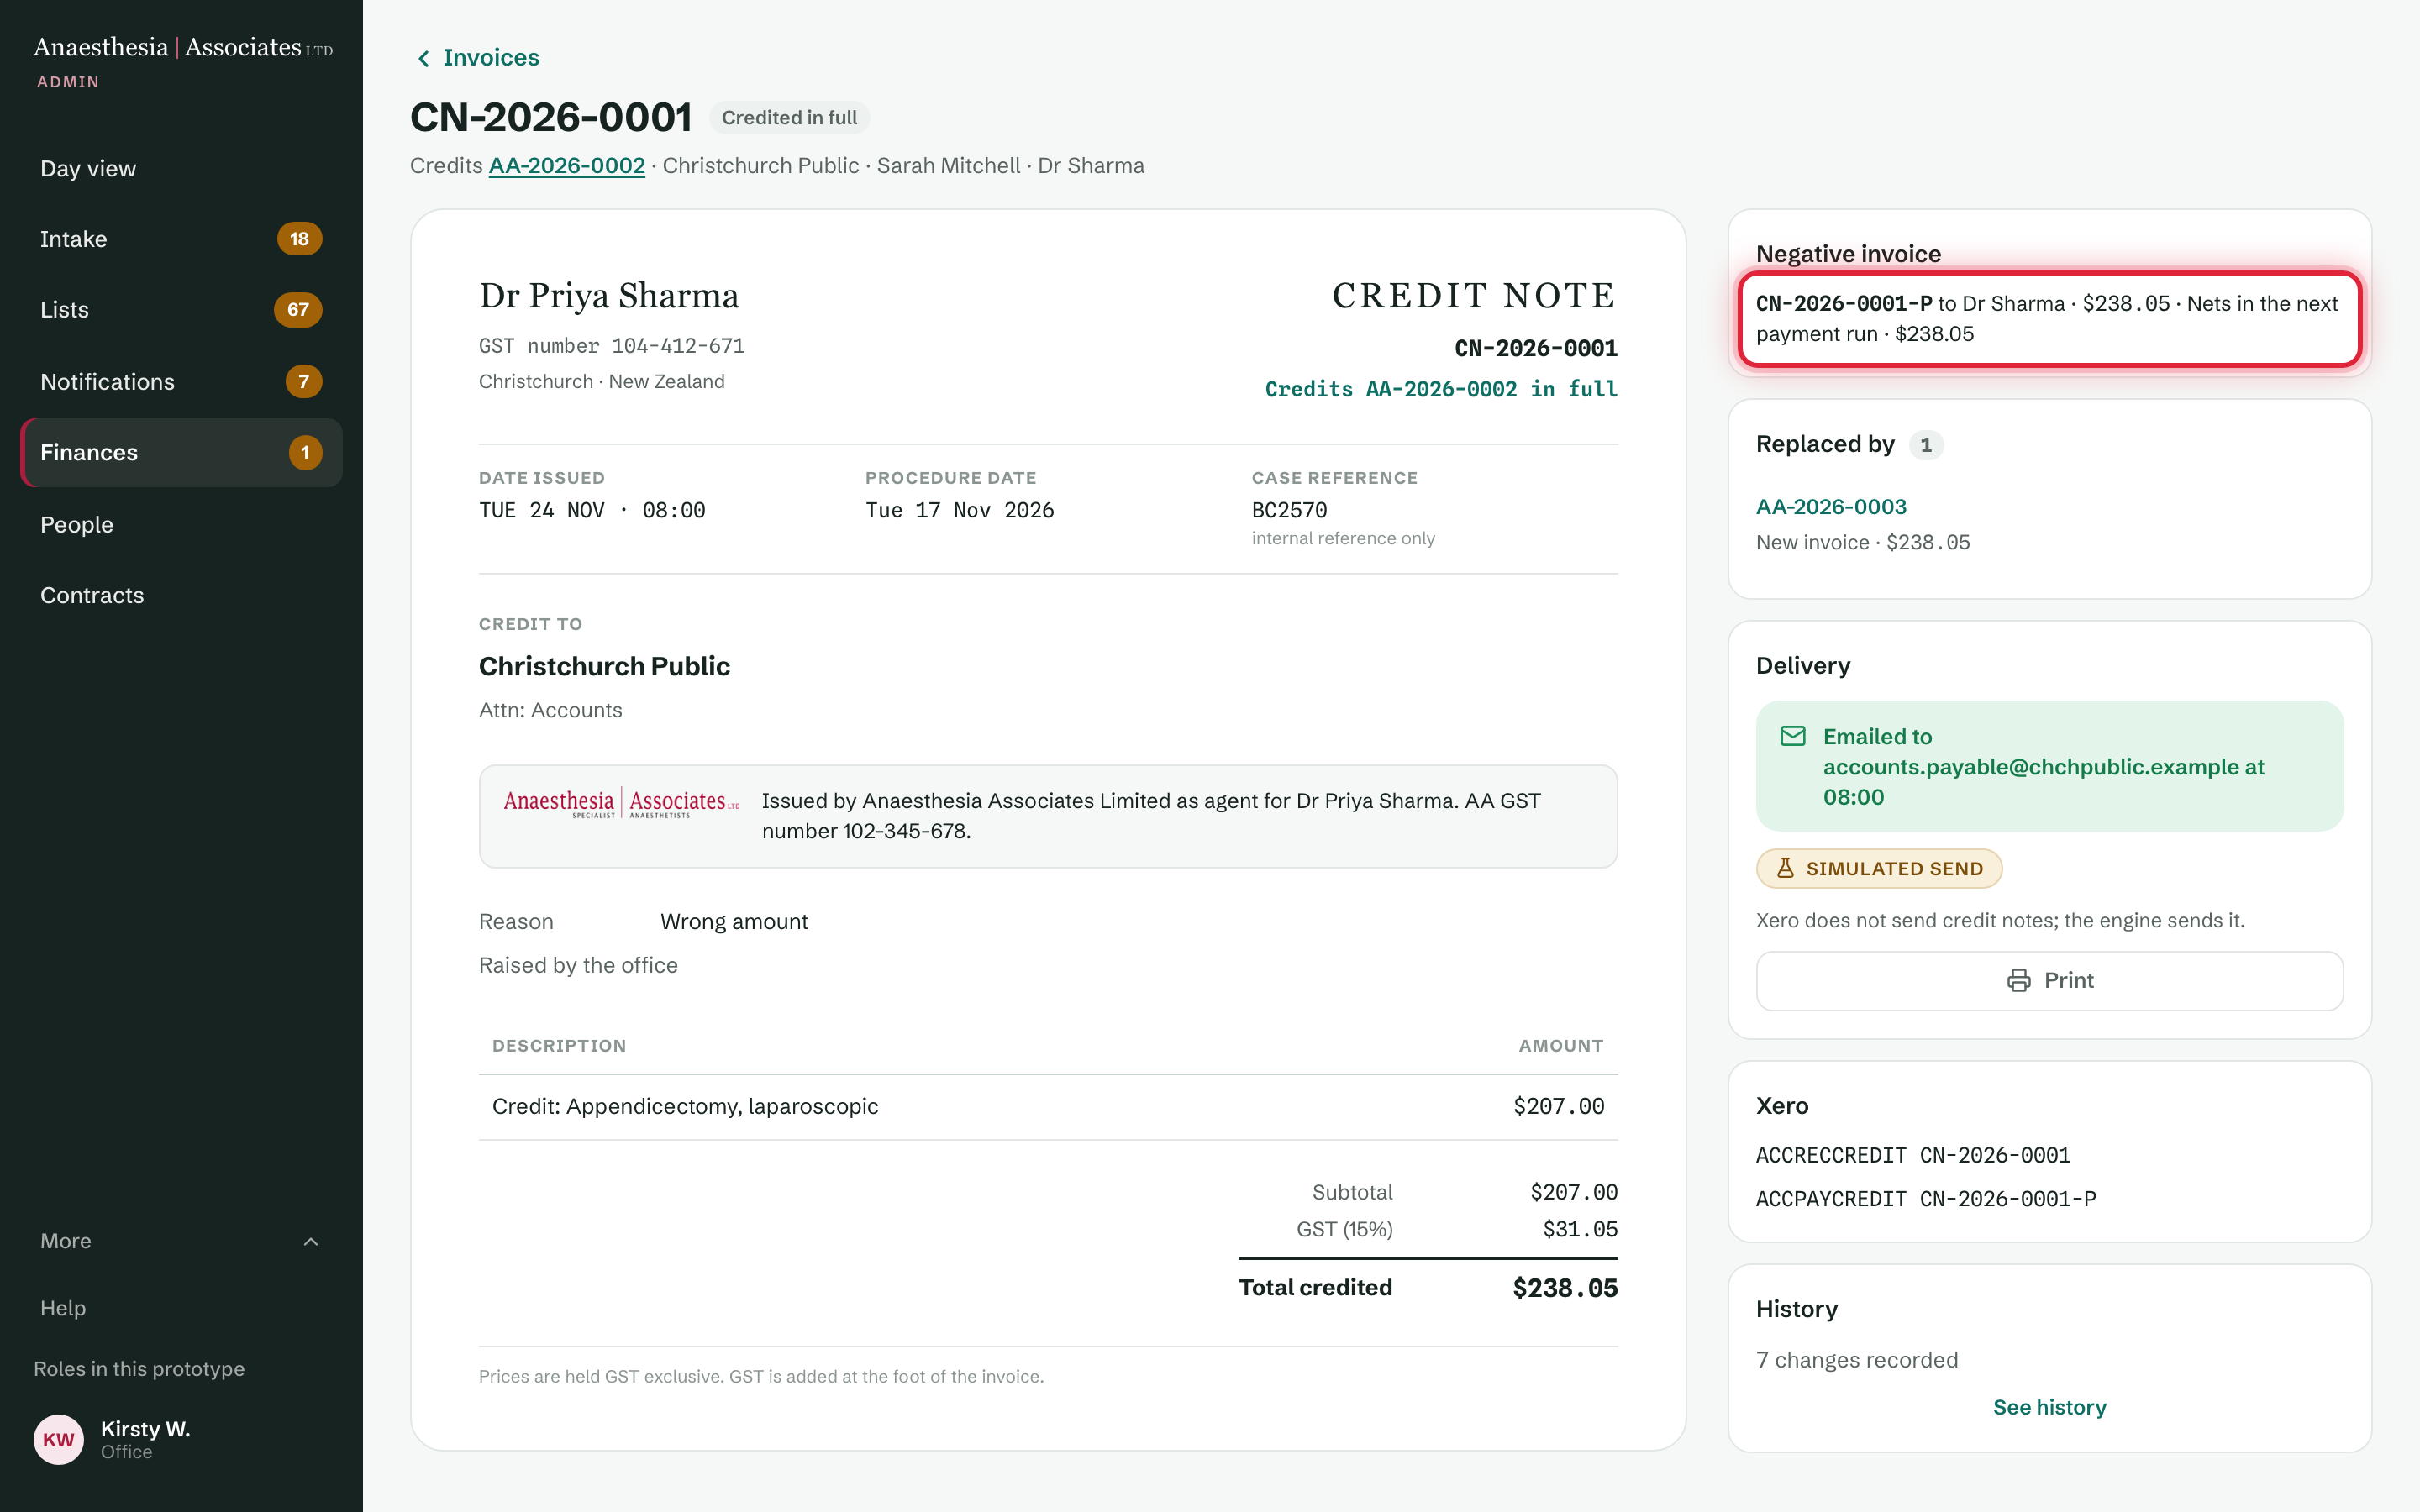 Anaesthesia | Associates LTD
ADMIN
Day view
Intake 18
Lists 67
Notifications 7
Finances 1
People
Contracts
More
Help
Roles in this prototype
KW
Kirsty W.
Office
Invoices
CN-2026-0001 Credited in full
Credits AA-2026-0002 · Christchurch Public · Sarah Mitchell · Dr Sharma
Dr Priya Sharma
GST number 104-412-671
Christchurch · New Zealand
CREDIT NOTE
CN-2026-0001
Credits AA-2026-0002 in full
DATE ISSUED
TUE 24 NOV · 08:00
PROCEDURE DATE
Tue 17 Nov 2026
CASE REFERENCE
BC2570
internal reference only
CREDIT TO
Christchurch Public
Attn: Accounts
Anaesthesia | Associates LTD
SPECIALIST ANAESTHETISTS
Issued by Anaesthesia Associates Limited as agent for Dr Priya Sharma. AA GST
number 102-345-678.
Reason Wrong amount
Raised by the office
DESCRIPTION AMOUNT
Credit: Appendicectomy, laparoscopic $207.00
Subtotal $207.00
GST (15%) $31.05
Total credited $238.05
Prices are held GST exclusive. GST is added at the foot of the invoice.
Negative invoice
CN-2026-0001-P to Dr Sharma · $238.05 · Nets in the next
payment run · $238.05
Replaced by 1
AA-2026-0003
New invoice · $238.05
Delivery
Emailed to
accounts.payable@chchpublic.example at
08:00
SIMULATED SEND
Xero does not send credit notes; the engine sends it.
Print
Xero
ACCRECCREDIT CN-2026-0001
ACCPAYCREDIT CN-2026-0001-P
History
7 changes recorded
See history